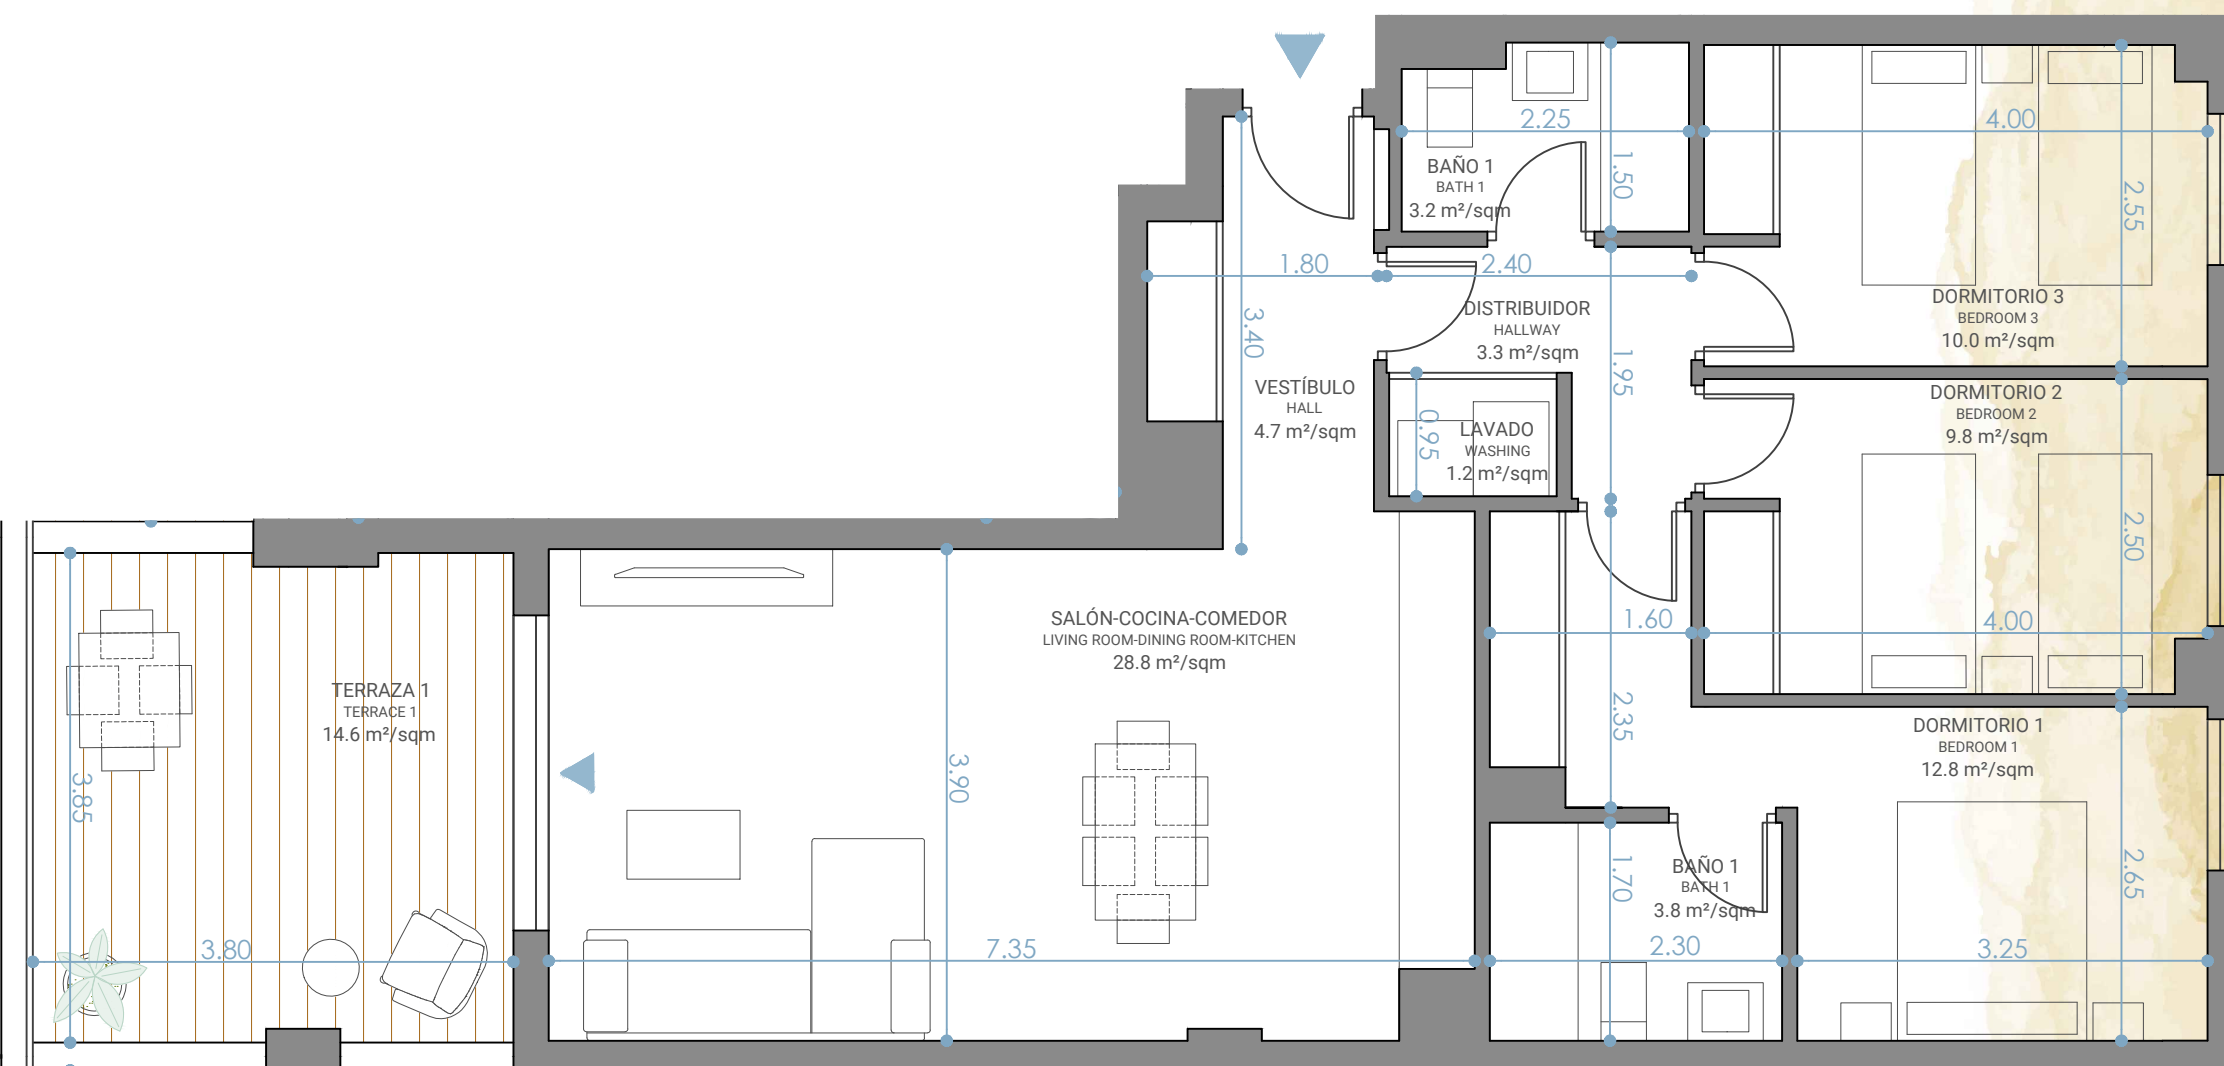 2.25
4.00
1.50
BAÑO 1
BATH 1
3.2 m²/sqm
2.55
1.80
2.40
DORMITORIO 3
BEDROOM 3
10.0 m²/sqm
DISTRIBUIDOR
HALLWAY
3.3 m²/sqm
3.40
1.95
VESTÍBULO
HALL
4.7 m²/sqm
DORMITORIO 2
BEDROOM 2
9.8 m²/sqm
0.95
LAVADO
WASHING
1.2 m²/sqm
2.50
1.60
4.00
SALÓN-COCINA-COMEDOR
LIVING ROOM-DINING ROOM-KITCHEN
28.8 m²/sqm
TERRAZA 1
TERRACE 1
14.6 m²/sqm
2.35
DORMITORIO 1
BEDROOM 1
12.8 m²/sqm
3.85
3.90
1.70
BAÑO 1
BATH 1
3.8 m²/sqm
2.65
3.80
7.35
2.30
3.25